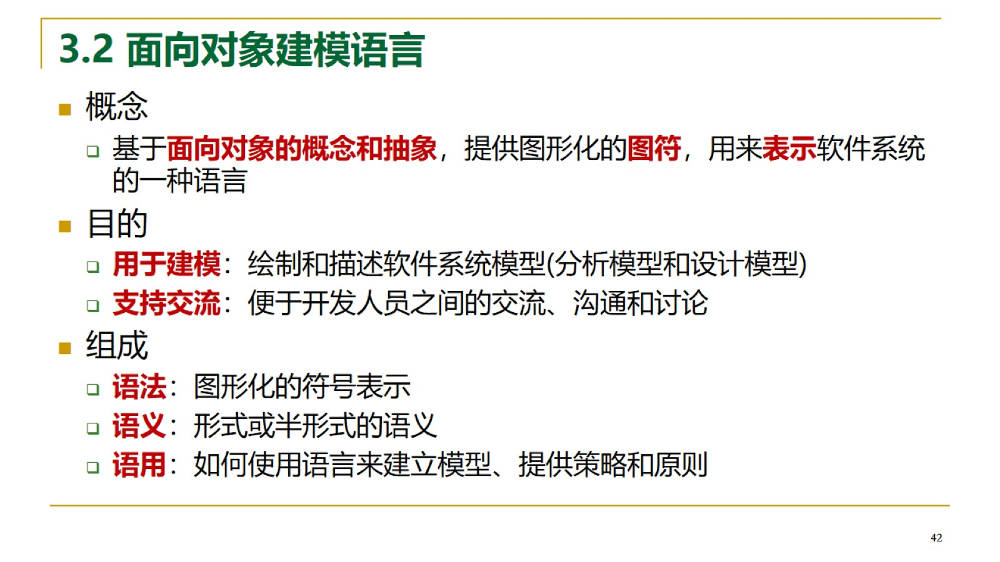 3.2 面向对象建模语言
概念
基于面向对象的概念和抽象，提供图形化的图符，用来表示软件系统
的一种语言
目的
用于建模：绘制和描述软件系统模型(分析模型和设计模型)
支持交流：便于开发人员之间的交流、沟通和讨论
组成
语法：图形化的符号表示
语义：形式或半形式的语义
语用：如何使用语言来建立模型、提供策略和原则
42